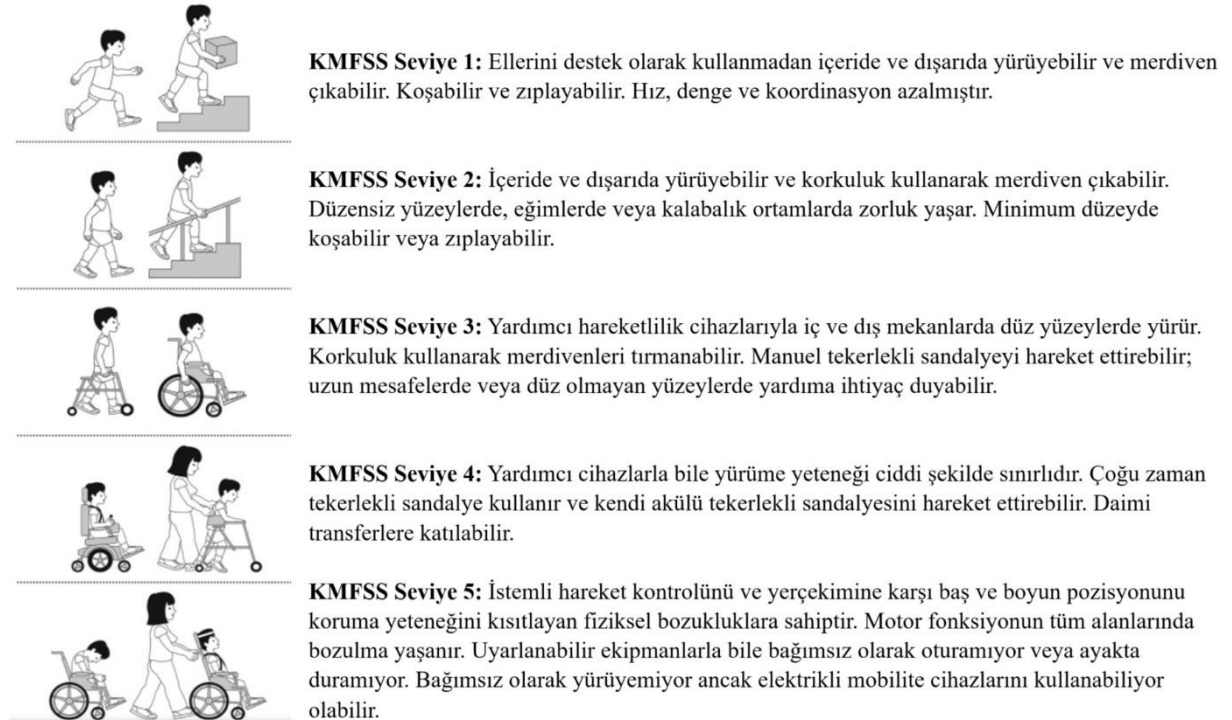 KMFSS Seviye 1: Ellerini destek olarak kullanmadan içeride ve dışarıda yürüyebilir ve merdiven
çıkabilir. Koşabilir ve zıplayabilir. Hız, denge ve koordinasyon azalmıştır.
KMFSS Seviye 2: İçeride ve dışarıda yürüyebilir ve korkuluk kullanarak merdiven çıkabilir.
Düzensiz yüzeylerde, eğimlerde veya kalabalık ortamlarda zorluk yaşar. Minimum düzeyde
koşabilir veya zıplayabilir.
KMFSS Seviye 3: Yardımcı hareketlilik cihazlarıyla iç ve dış mekanlarda düz yüzeylerde yürür.
Korkuluk kullanarak merdivenleri tırmanabilir. Manuel tekerlekli sandalyeyi hareket ettirebilir;
uzun mesafelerde veya düz olmayan yüzeylerde yardıma ihtiyaç duyabilir.
KMFSS Seviye 4: Yardımcı cihazlarla bile yürüme yeteneği ciddi şekilde sınırlıdır. Çoğu zaman
tekerlekli sandalye kullanır ve kendi akülü tekerlekli sandalyesini hareket ettirebilir. Daimi
transferlere katılabilir.
KMFSS Seviye 5: İstemli hareket kontrolünü ve yerçekimine karşı baş ve boyun pozisyonunu
koruma yeteneğini kısıtlayan fiziksel bozukluklara sahiptir. Motor fonksiyonun tüm alanlarında
bozulma yaşanır. Uyarlanabilir ekipmanlarla bile bağımsız olarak oturamıyor veya ayakta
duramıyor. Bağımsız olarak yürüyemiyor ancak elektrikli mobilite cihazlarını kullanabiliyor
olabilir.